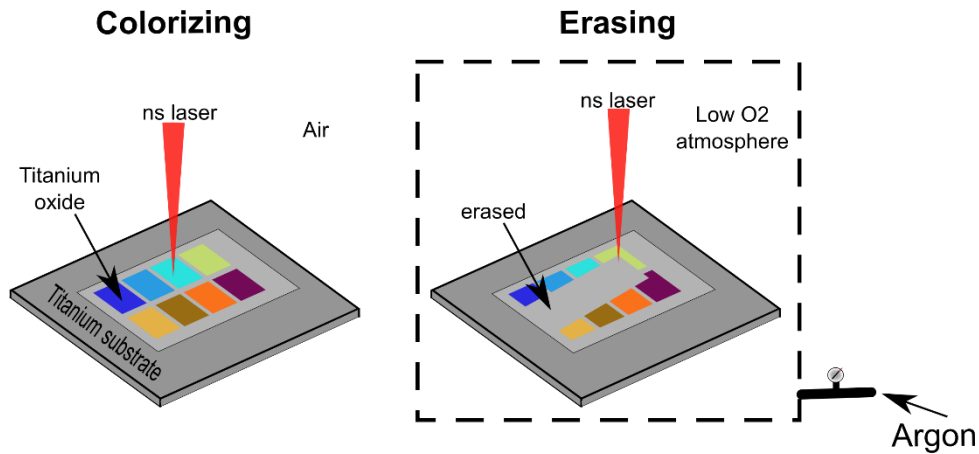 Colorizing
ns laser
Air
Titanium
oxide
Titanium substrate
Erasing
ns laser
Low O2
atmosphere
erased
Argon